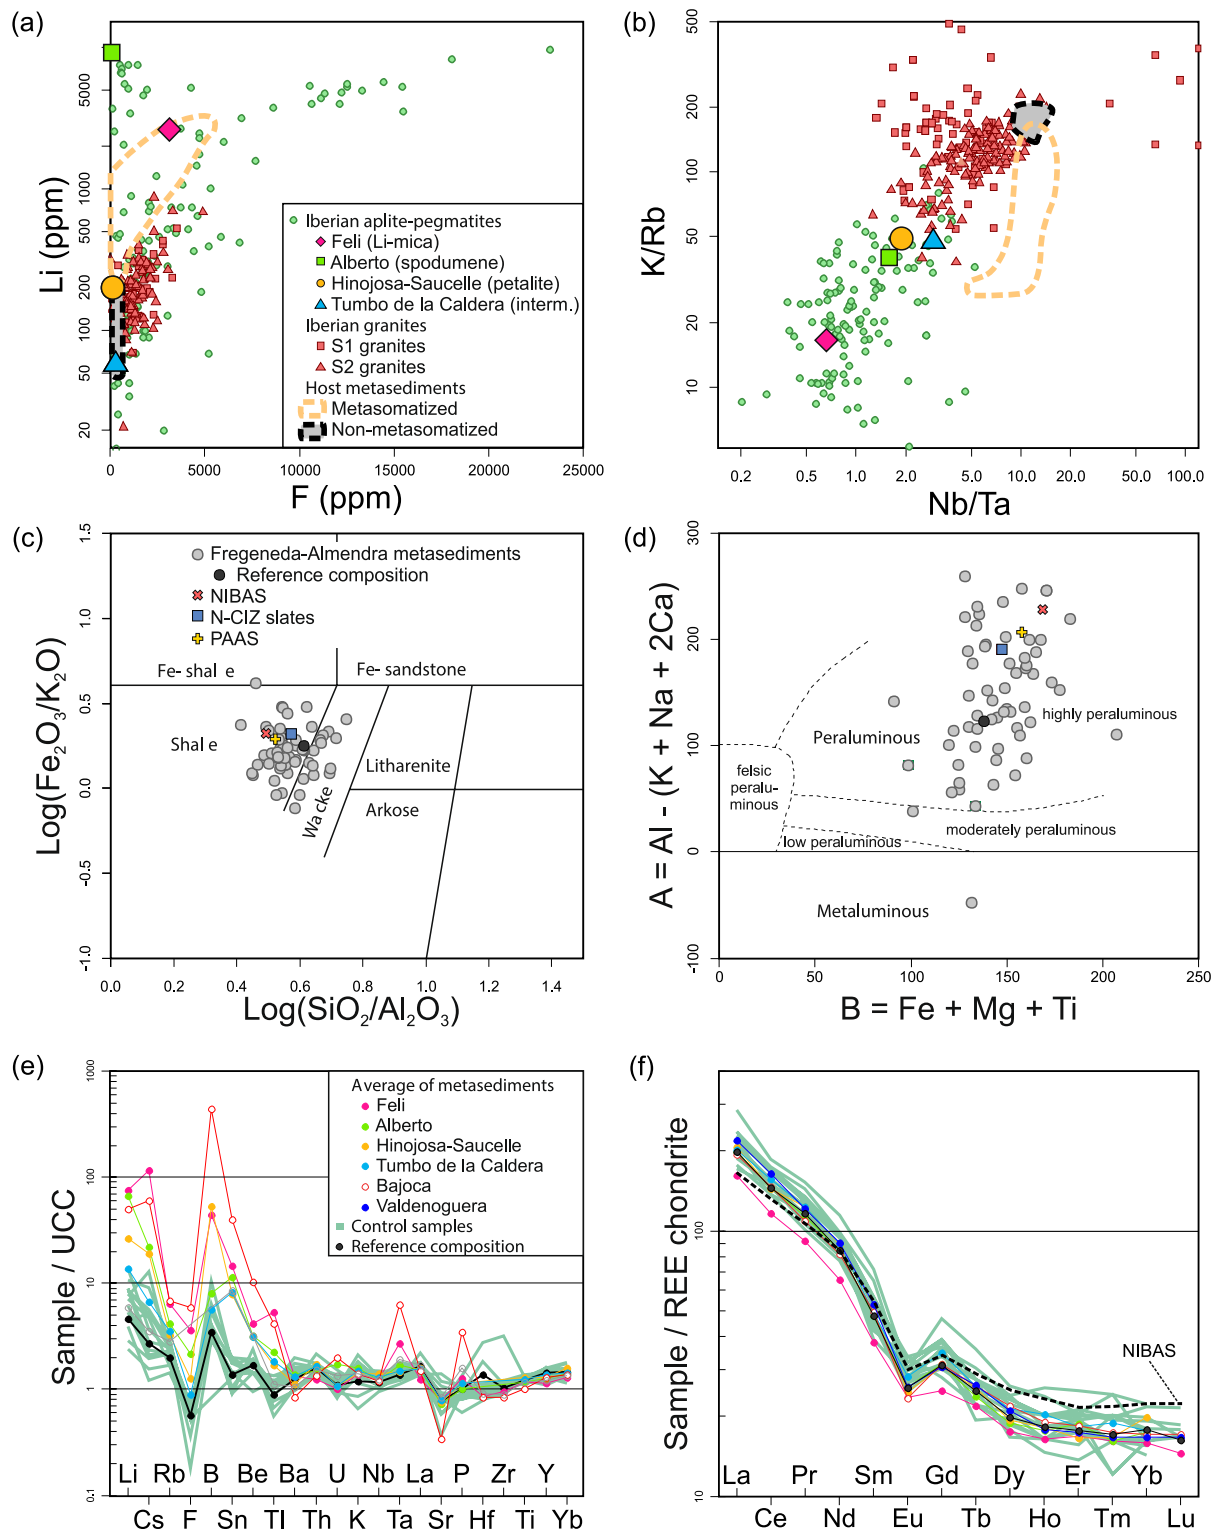 (a)
5000
1000
500
200
100
50
20
Li (ppm)
0
5000
10000
15000
20000
25000
F (ppm)
Iberian aplite-pegmatites
Feli (Li-mica)
Alberto (spodumene)
Hinojosa-Saucelle (petalite)
Tumbo de la Caldera (interm.)
Iberian granites
S1 granites
S2 granites
Host metasediments
Metasomatized
Non-metasomatized
(b)
500
200
100
50
20
10
K/Rb
0.2
0.5
1.0
2.0
5.0
10.0
20.0
50.0
100.0
Nb/Ta
(c)
1.5
1.0
0.5
0.0
-0.5
-1.0
Log(Fe₂O₃/K₂O)
Fregeneda-Almendra metasediments
Reference composition
NIBAS
N-CIZ slates
PAAS
Fe- shal e
Fe- sandstone
Shal e
Wa cke
Litharenite
Arkose
0.0
0.2
0.4
0.6
0.8
1.0
1.2
1.4
Log(SiO₂/Al₂O₃)
(d)
300
200
100
0
-100
A = Al - (K + Na + 2Ca)
highly peraluminous
Peraluminous
felsic
peralu-
minous
moderately peraluminous
low peraluminous
Metaluminous
0
50
100
150
200
250
B = Fe + Mg + Ti
(e)
1000
100
10
1
0.1
Sample / UCC
Average of metasediments
Feli
Alberto
Hinojosa-Saucelle
Tumbo de la Caldera
Bajoca
Valdenoguera
Control samples
Reference composition
Li Rb F B Be Ba U Nb La P Zr Y
Cs F Sn Tl Th K Ta Sr Hf Ti Yb
(f)
100
10
Sample / REE chondrite
NIBAS
La Pr Sm Gd Dy Er Yb
Ce Nd Eu Tb Ho Tm Lu